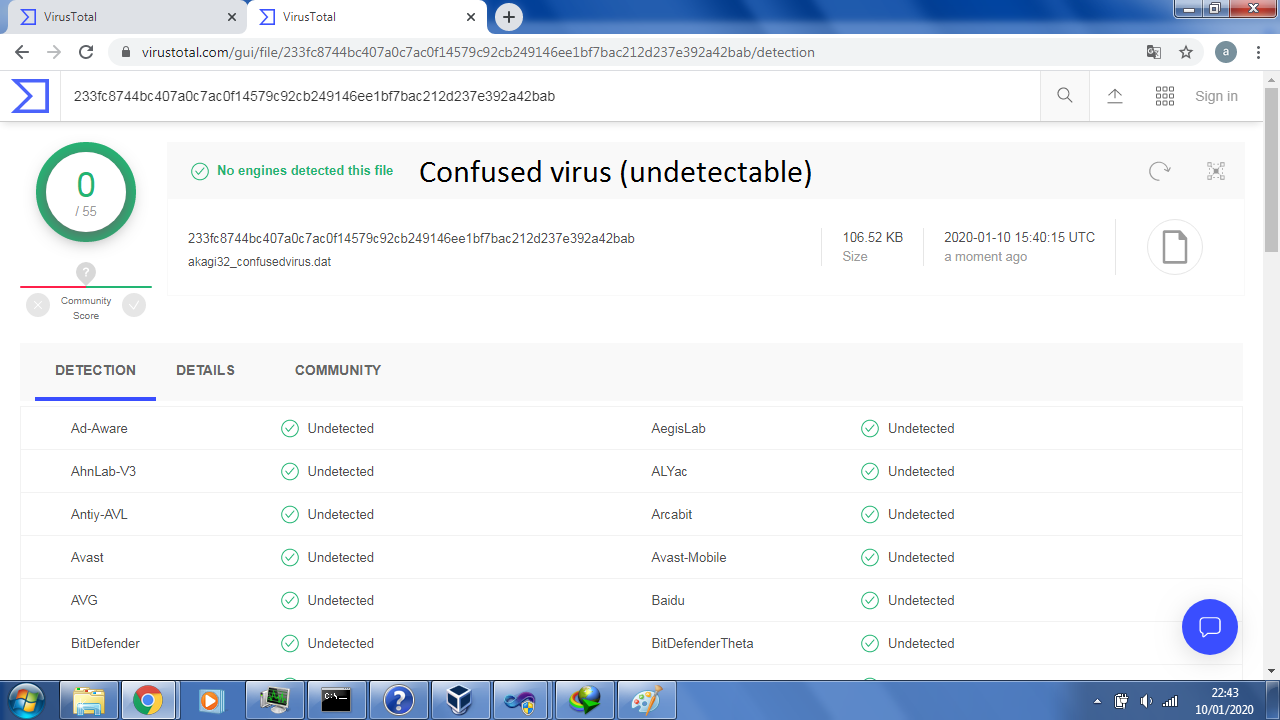 VirusTotal
VirusTotal
virustotal.com/gui/file/233fc8744bc407a0c7ac0f14579c92cb249146ee1bf7bac212d237e392a42bab/detection
a
233fc8744bc407a0c7ac0f14579c92cb249146ee1bf7bac212d237e392a42bab
Sign in
0
/ 55
No engines detected this file
Confused virus (undetectable)
233fc8744bc407a0c7ac0f14579c92cb249146ee1bf7bac212d237e392a42bab
akagi32_confusedvirus.dat
106.52 KB
Size
2020-01-10 15:40:15 UTC
a moment ago
?
Community
Score
DETECTION DETAILS COMMUNITY
Ad-Aware Undetected AegisLab Undetected
AhnLab-V3 Undetected ALYac Undetected
Antiy-AVL Undetected Arcabit Undetected
Avast Undetected Avast-Mobile Undetected
AVG Undetected Baidu Undetected
BitDefender Undetected BitDefenderTheta Undetected
22:43
10/01/2020